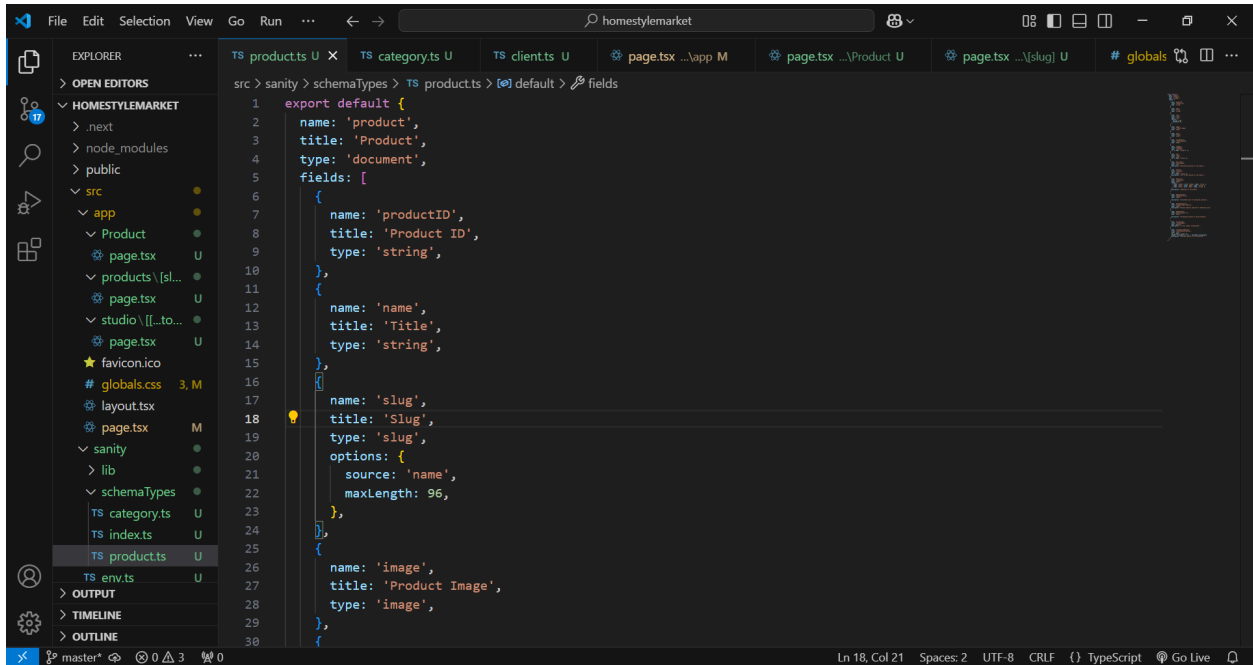 File Edit Selection View Go Run ··· homestylemarket
EXPLORER ···
OPEN EDITORS
HOMESTYLEMARKET
.next
node_modules
public
src
app
Product
page.tsx U
products\[sl...
page.tsx U
studio\[[...to...
page.tsx U
favicon.ico
# globals.css 3, M
layout.tsx
page.tsx M
sanity
lib
schemaTypes
TS category.ts U
TS index.ts U
TS product.ts U
TS env.ts U
OUTPUT
TIMELINE
OUTLINE
17
TS product.ts U TS category.ts U TS client.ts U page.tsx ...\app M page.tsx ...\Product U page.tsx ...\[slug] U # globals ···
src > sanity > schemaTypes > TS product.ts > default > fields
1 export default {
2 name: 'product',
3 title: 'Product',
4 type: 'document',
5 fields: [
6 {
7 name: 'productID',
8 title: 'Product ID',
9 type: 'string',
10 },
11 {
12 name: 'name',
13 title: 'Title',
14 type: 'string',
15 },
16 {
17 name: 'slug',
18 title: 'Slug',
19 type: 'slug',
20 options: {
21 source: 'name',
22 maxLength: 96,
23 },
24 },
25 {
26 name: 'image',
27 title: 'Product Image',
28 type: 'image',
29 },
30 {
master* 0 3 0 Ln 18, Col 21 Spaces: 2 UTF-8 CRLF {} TypeScript Go Live